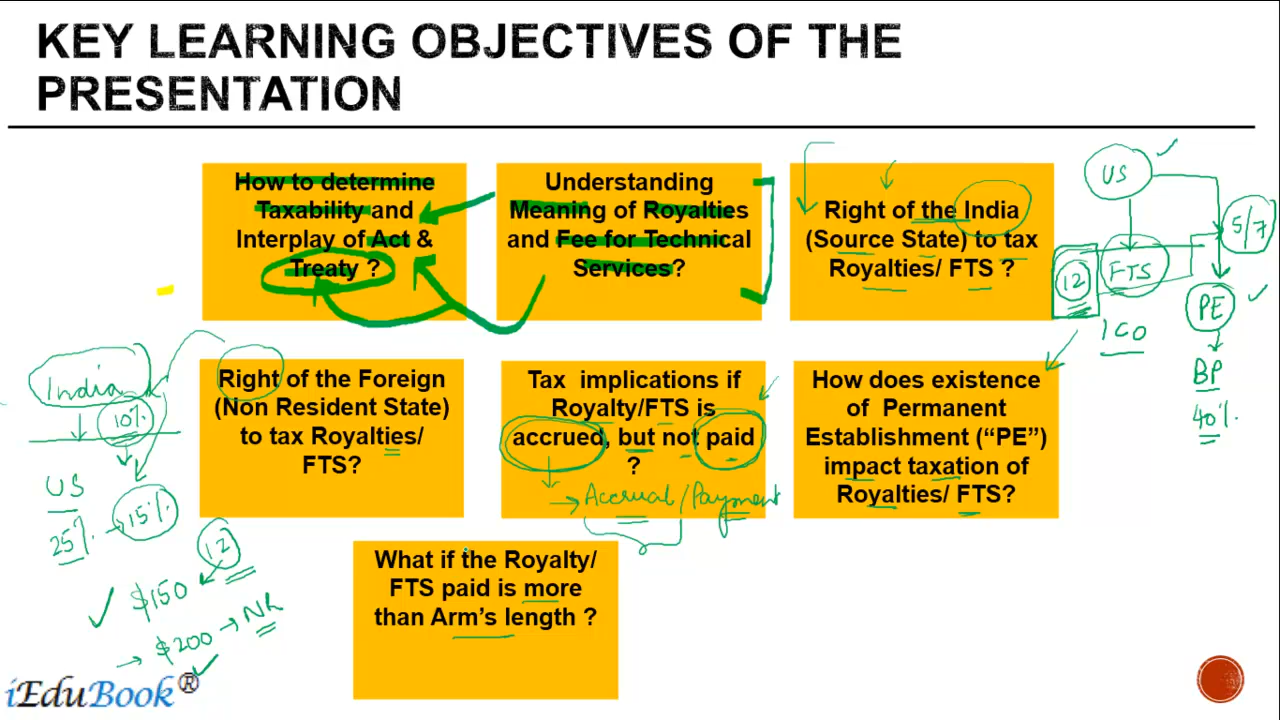 KEY LEARNING OBJECTIVES OF THE
PRESENTATION
How to determine
Taxability and
Interplay of Act &
Treaty ?
Understanding
Meaning of Royalties
and Fee for Technical
Services?
Right of the India
(Source State) to tax
Royalties/ FTS ?
US
5/7
12
FTS
PE
ICO
BP
40%.
India
10%.
US
25%.
15%.
12
$150
$200 → NR
Right of the Foreign
(Non Resident State)
to tax Royalties/
FTS?
Tax implications if
Royalty/FTS is
accrued, but not paid
?
→ Accrual / Payment
How does existence
of Permanent
Establishment (“PE”)
impact taxation of
Royalties/ FTS?
What if the Royalty/
FTS paid is more
than Arm’s length ?
iEduBook®